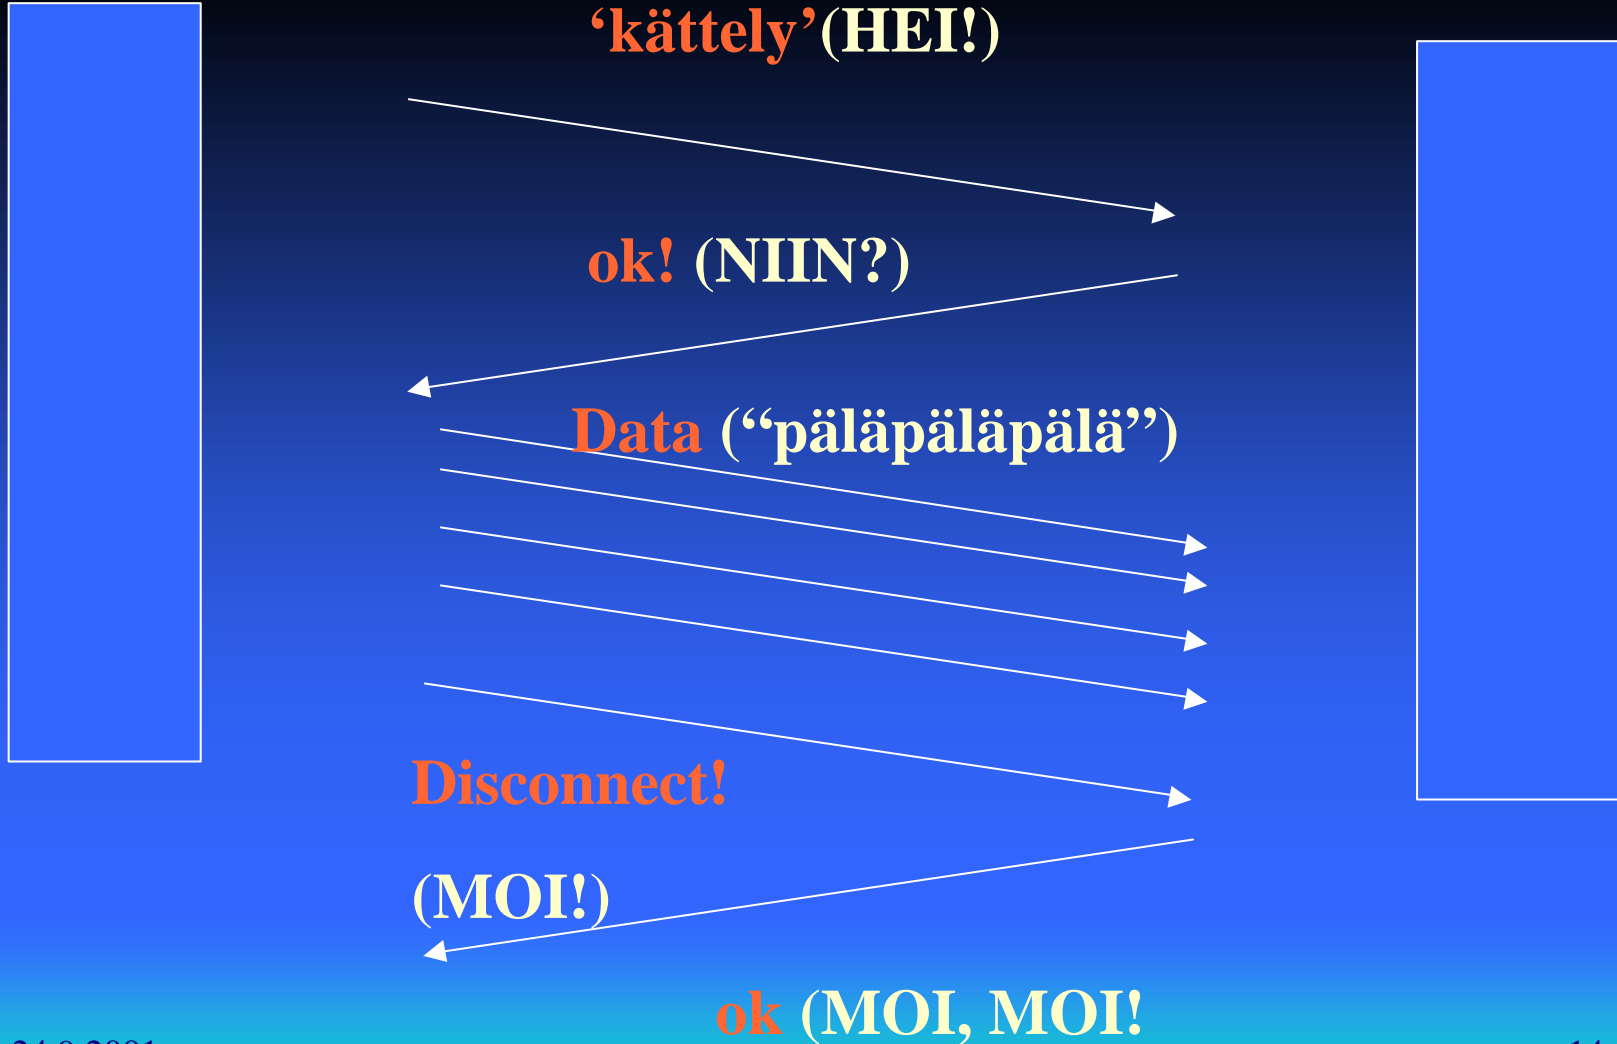 ‘kättely’(HEI!)
ok! (NIIN?)
Data (“päläpäläpälä”)
Disconnect!
(MOI!)
ok (MOI, MOI!